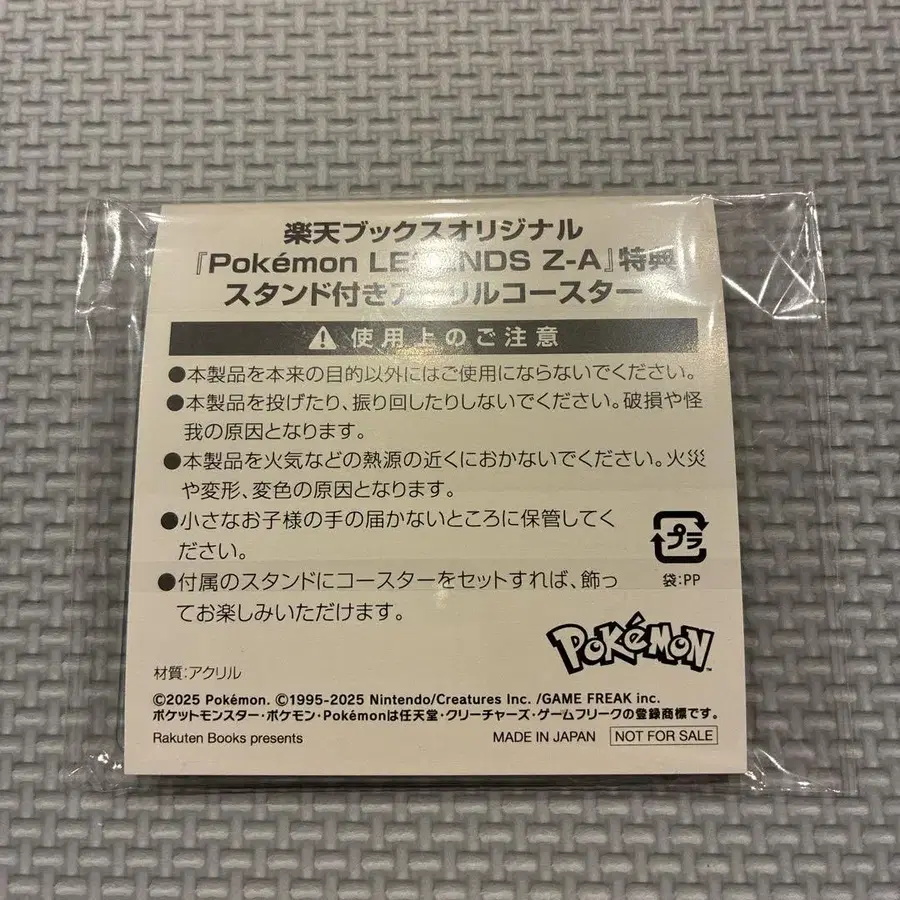 楽天ブックスオリジナル
『Pokémon LEGENDS Z-A』特典
スタンド付きアクリルコースター
使用上のご注意
●本製品を本来の目的以外にはご使用にならないでください。
●本製品を投げたり、振り回したりしないでください。破損や怪
我の原因となります。
●本製品を火気などの熱源の近くにおかないでください。火災
や変形、変色の原因となります。
●小さなお子様の手の届かないところに保管してく
ださい。
●付属のスタンドにコースターをセットすれば、飾っ
てお楽しみいただけます。
プラ
袋:PP
POKéMON
材質:アクリル
©2025 Pokémon. ©1995-2025 Nintendo/Creatures Inc. /GAME FREAK inc.
ポケットモンスター・ポケモン・Pokémonは任天堂・クリーチャーズ・ゲームフリークの登録商標です。
Rakuten Books presents
MADE IN JAPAN NOT FOR SALE